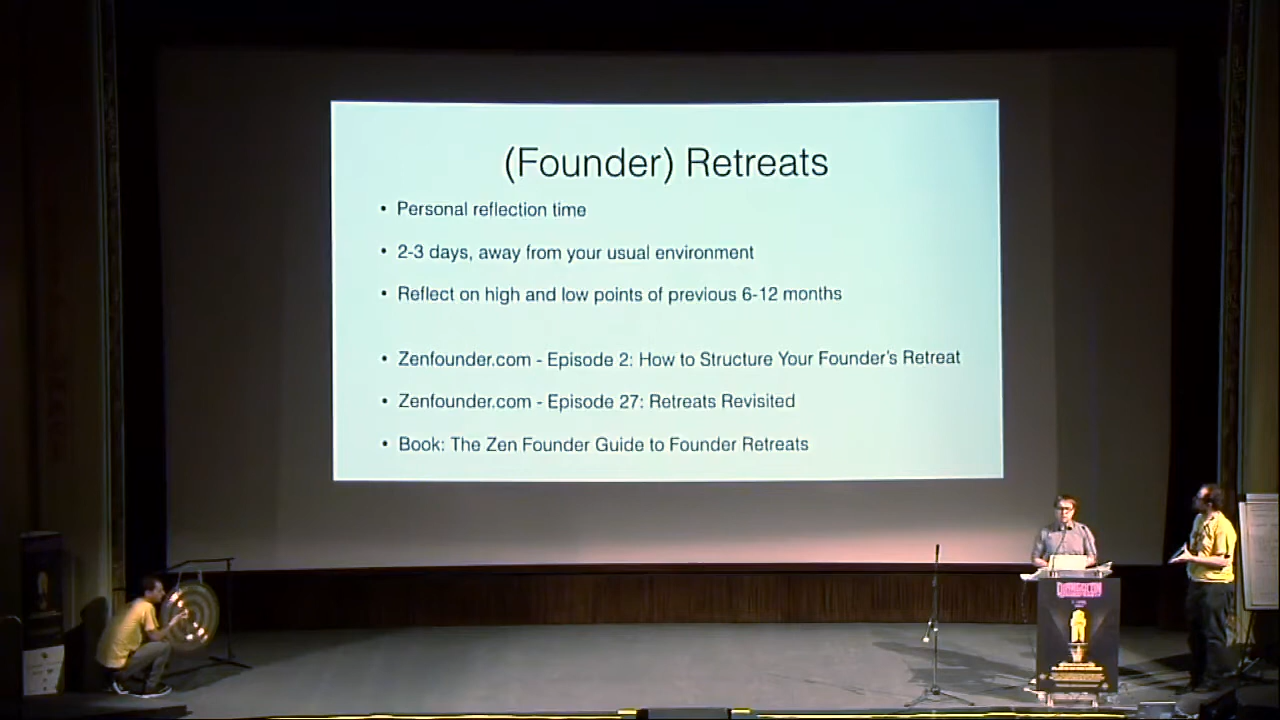 (Founder) Retreats
• Personal reflection time
• 2-3 days, away from your usual environment
• Reflect on high and low points of previous 6-12 months
• Zenfounder.com - Episode 2: How to Structure Your Founder's Retreat
• Zenfounder.com - Episode 27: Retreats Revisited
• Book: The Zen Founder Guide to Founder Retreats